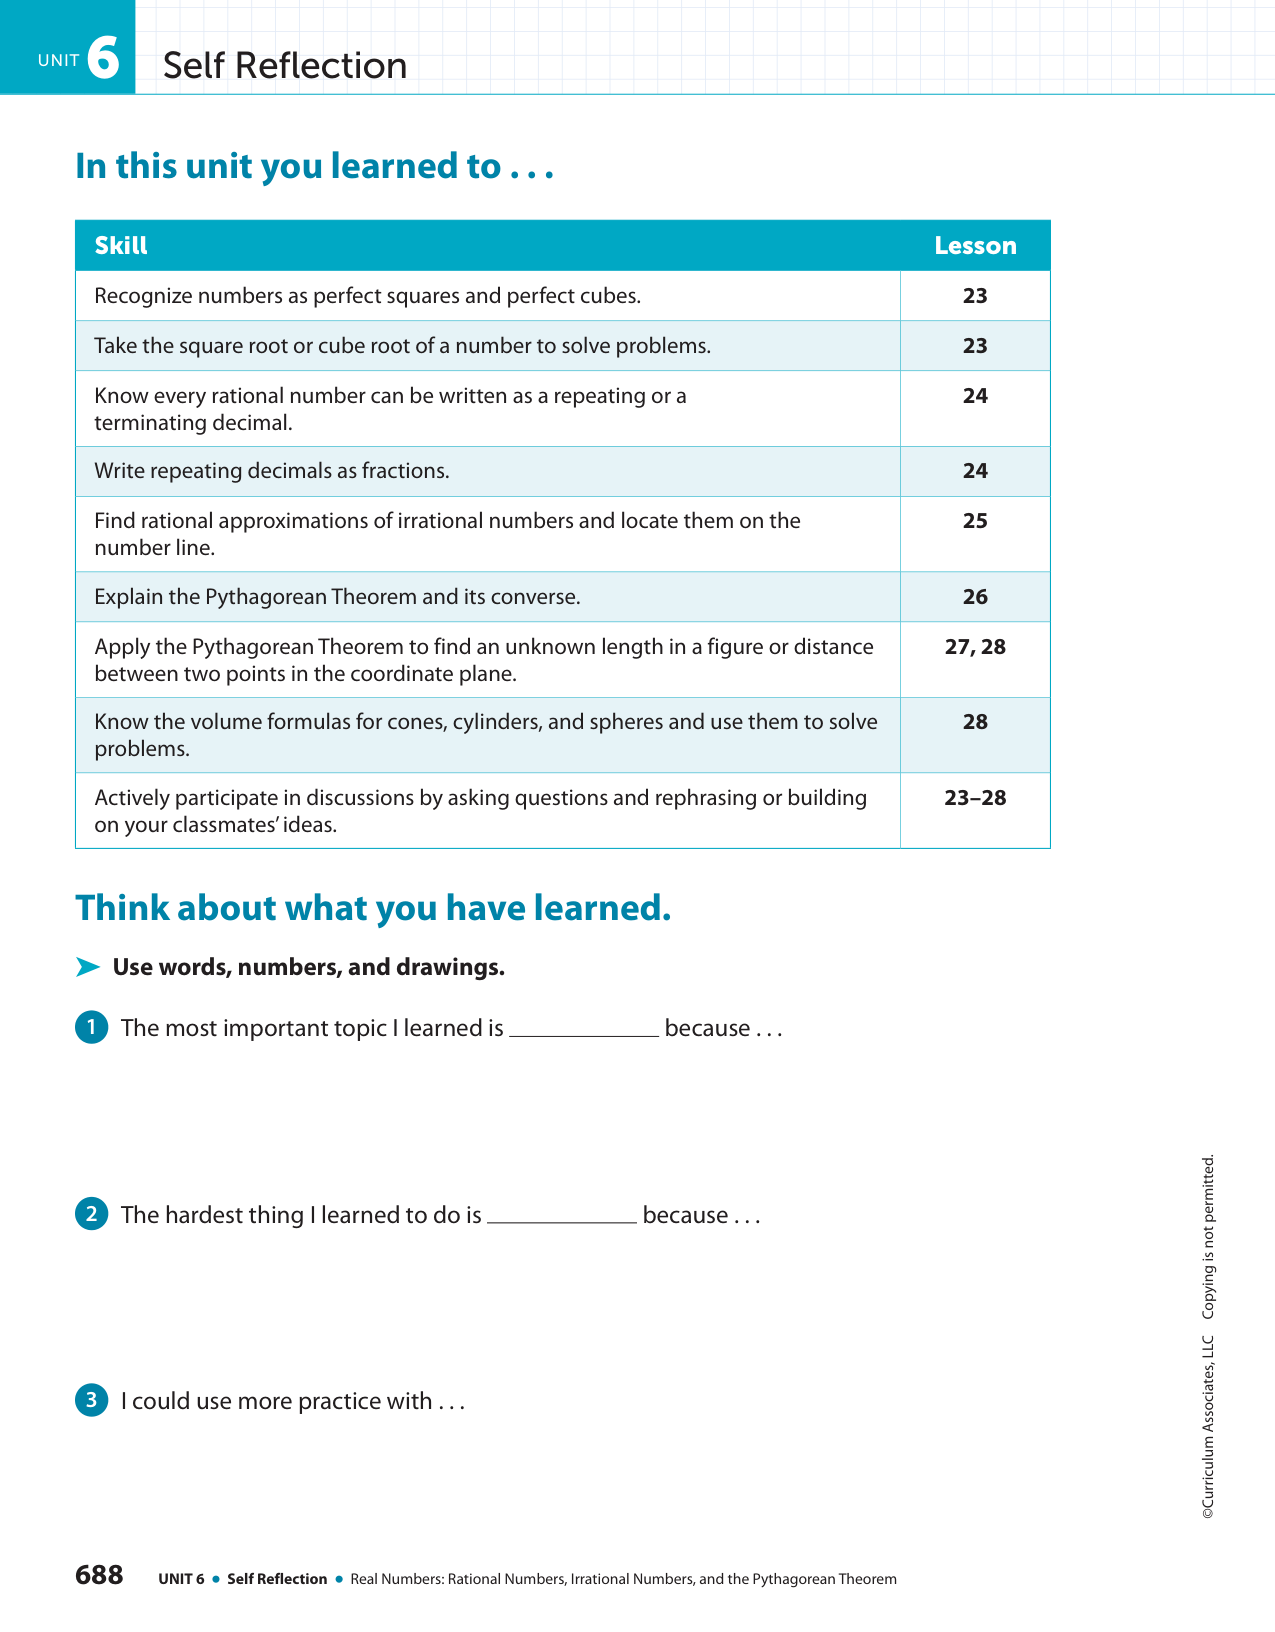 UNIT 6 Self Reflection
In this unit you learned to . . .
Skill Lesson
Recognize numbers as perfect squares and perfect cubes. 23
Take the square root or cube root of a number to solve problems. 23
Know every rational number can be written as a repeating or a 24
terminating decimal.
Write repeating decimals as fractions. 24
Find rational approximations of irrational numbers and locate them on the 25
number line.
Explain the Pythagorean Theorem and its converse. 26
Apply the Pythagorean Theorem to find an unknown length in a figure or distance 27, 28
between two points in the coordinate plane.
Know the volume formulas for cones, cylinders, and spheres and use them to solve 28
problems.
Actively participate in discussions by asking questions and rephrasing or building 23–28
on your classmates’ ideas.
Think about what you have learned.
➤ Use words, numbers, and drawings.
1 The most important topic I learned is ____________ because . . .
2 The hardest thing I learned to do is ____________ because . . .
3 I could use more practice with . . .
©Curriculum Associates, LLC Copying is not permitted.
688 UNIT 6 • Self Reflection • Real Numbers: Rational Numbers, Irrational Numbers, and the Pythagorean Theorem